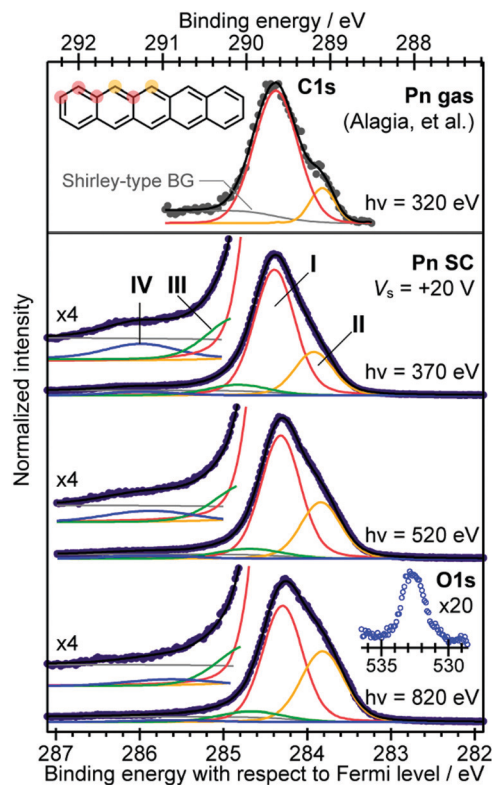 Binding energy / eV
292 291 290 289 288
C1s
Pn gas
(Alagia, et al.)
Shirley-type BG
hν = 320 eV
Pn SC
Vs = +20 V
x4
IV
III
I
II
hν = 370 eV
x4
hν = 520 eV
O1s
x20
535 530
x4
hν = 820 eV
287 286 285 284 283 282
Binding energy with respect to Fermi level / eV
Normalized intensity